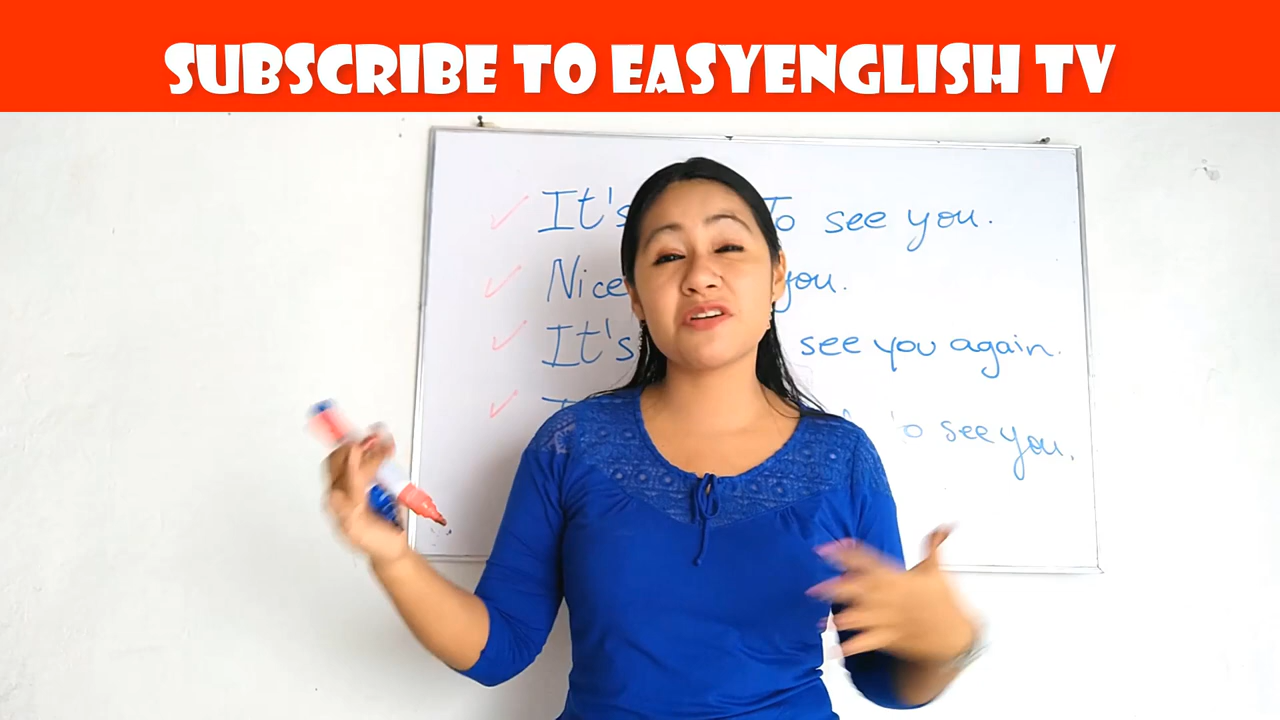 SUBSCRIBE TO EASYENGLISH TV
It's To see you.
Nice you.
It's see you again.
to see you.